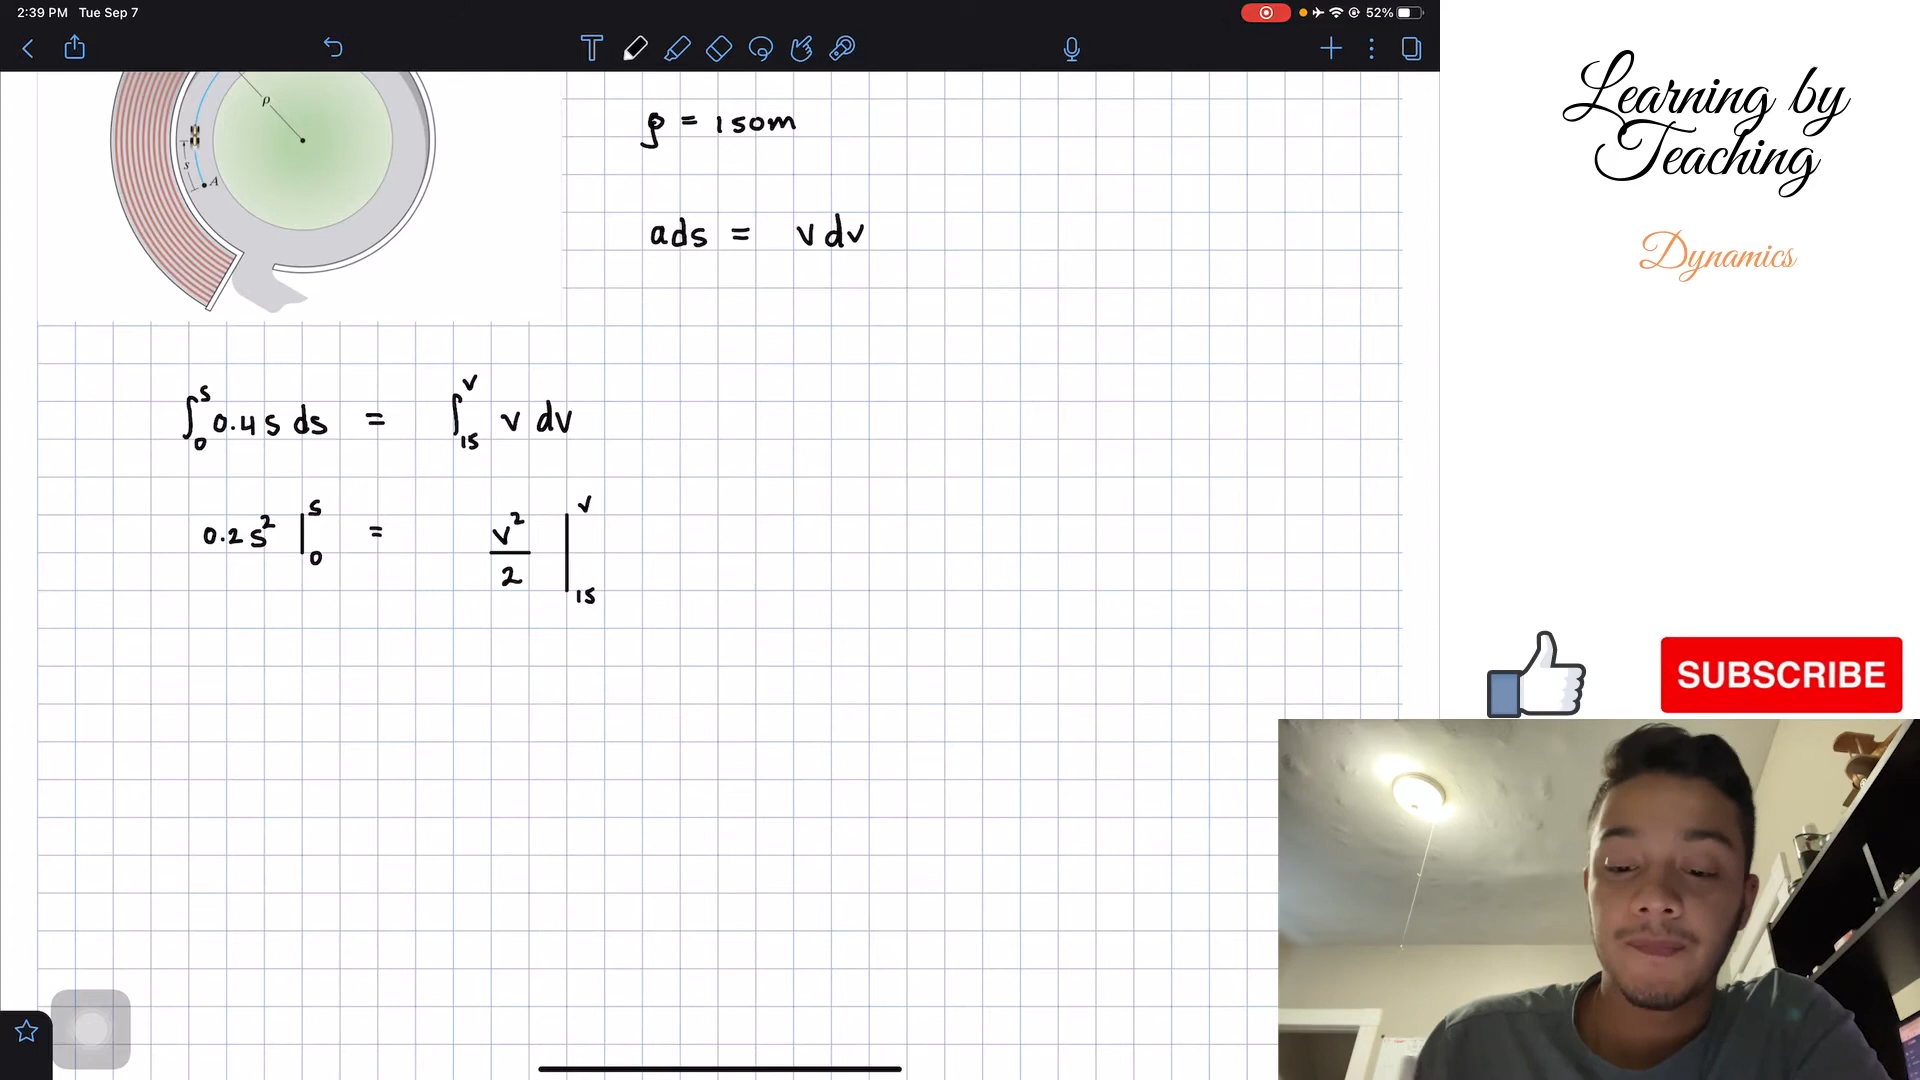 2:39 PM Tue Sep 7
52%
T
ρ
s
A
ρ = 150m
ads = v dv
∫₀ˢ 0.4 s ds = ∫₁₅ᵛ v dv
0.2 s² |₀ˢ = v²/2 |₁₅ᵛ
Learning by
Teaching
Dynamics
SUBSCRIBE